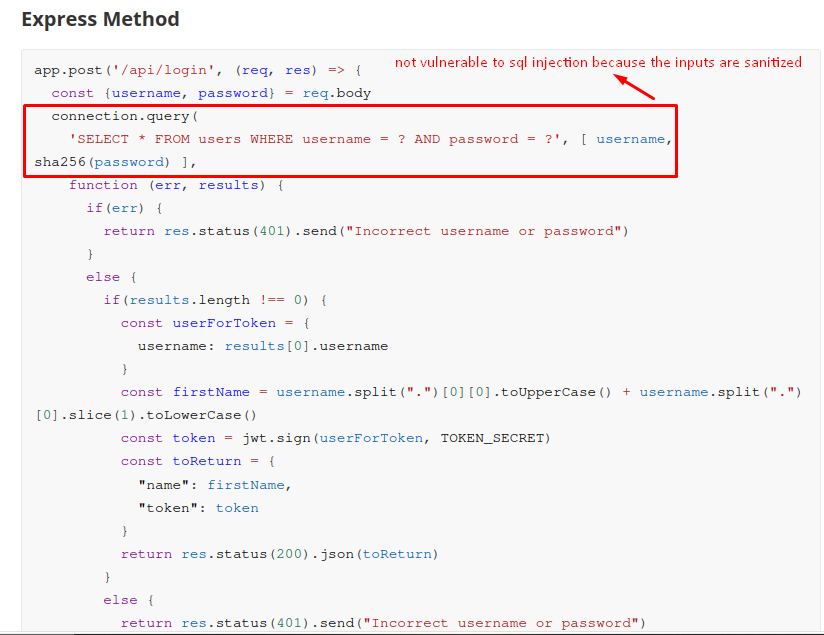 Express Method
not vulnerable to sql injection because the inputs are sanitized
app.post('/api/login', (req, res) => {
const {username, password} = req.body
connection.query(
'SELECT * FROM users WHERE username = ? AND password = ?', [ username,
sha256(password) ],
function (err, results) {
if(err) {
return res.status(401).send("Incorrect username or password")
}
else {
if(results.length !== 0) {
const userForToken = {
username: results[0].username
}
const firstName = username.split(".")[0][0].toUpperCase() + username.split(".")
[0].slice(1).toLowerCase()
const token = jwt.sign(userForToken, TOKEN_SECRET)
const toReturn = {
"name": firstName,
"token": token
}
return res.status(200).json(toReturn)
}
else {
return res.status(401).send("Incorrect username or password")